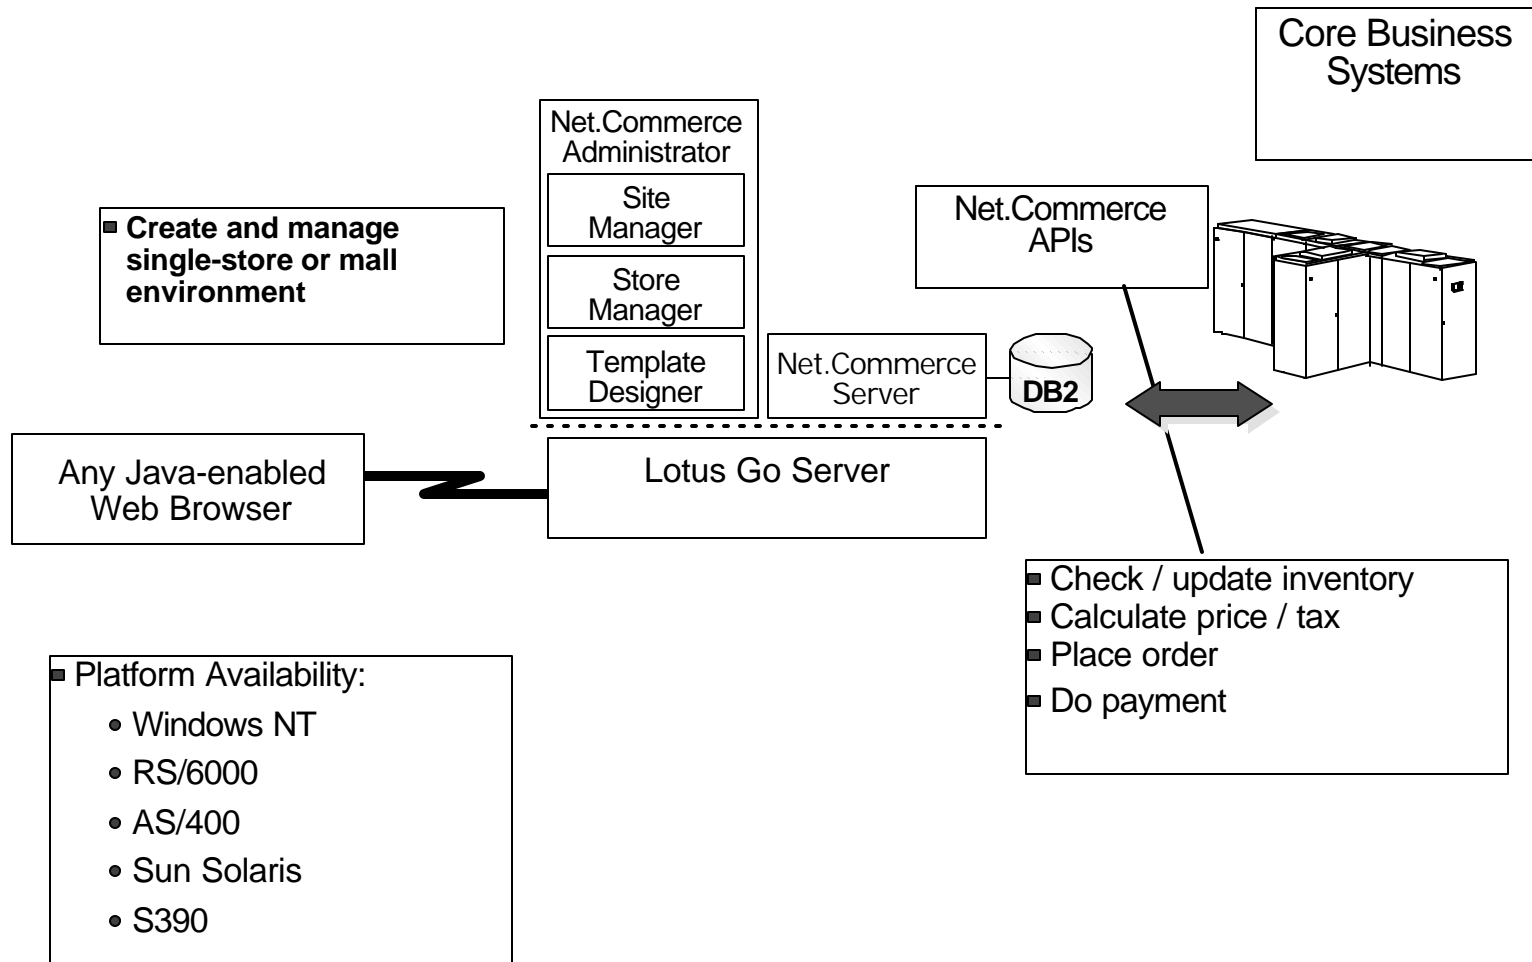 Core Business
Systems
Net.Commerce
Administrator
Site
Manager
Store
Manager
Template
Designer
Create and manage
single-store or mall
environment
Net.Commerce
APIs
Net.Commerce
Server
DB2
Any Java-enabled
Web Browser
Lotus Go Server
Check / update inventory
Calculate price / tax
Place order
Do payment
Platform Availability:
Windows NT
RS/6000
AS/400
Sun Solaris
S390